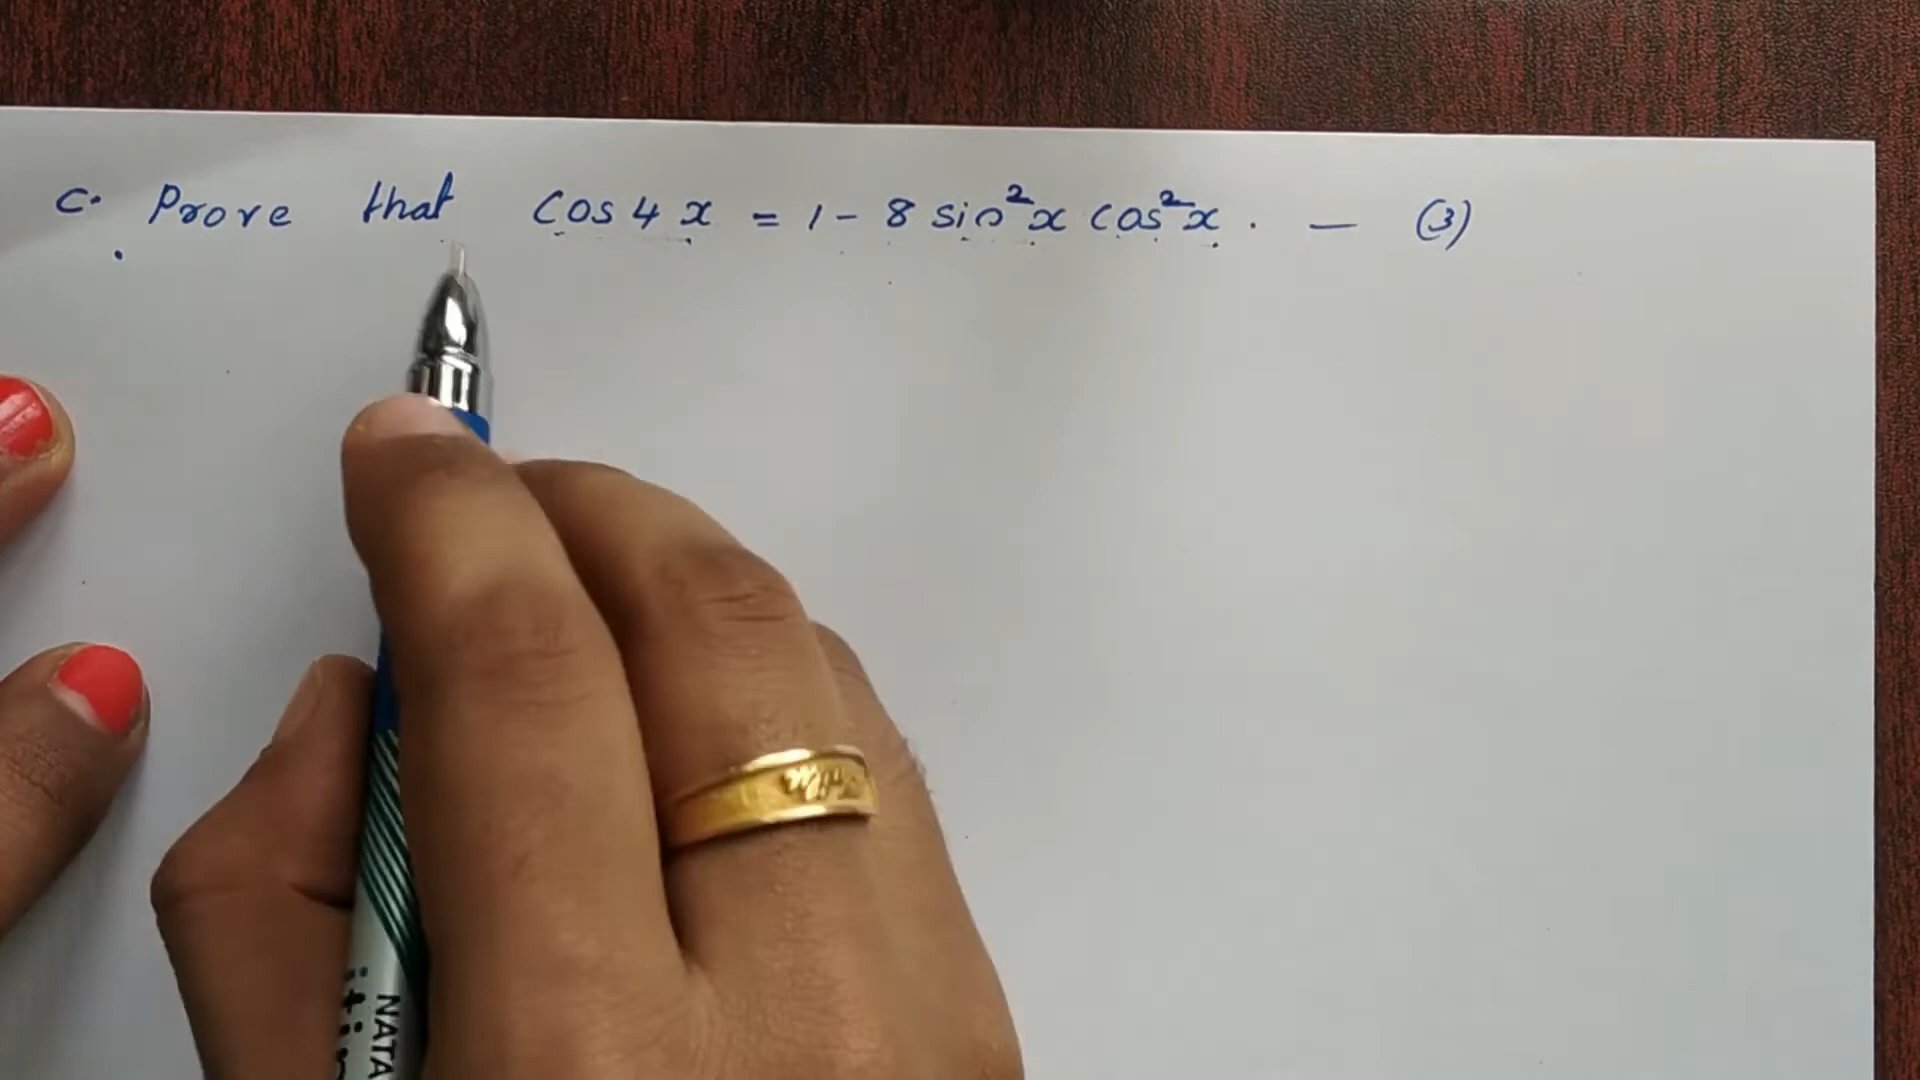 C. Prove that cos 4x = 1 - 8 sin²x cos²x. — (3)
NATA